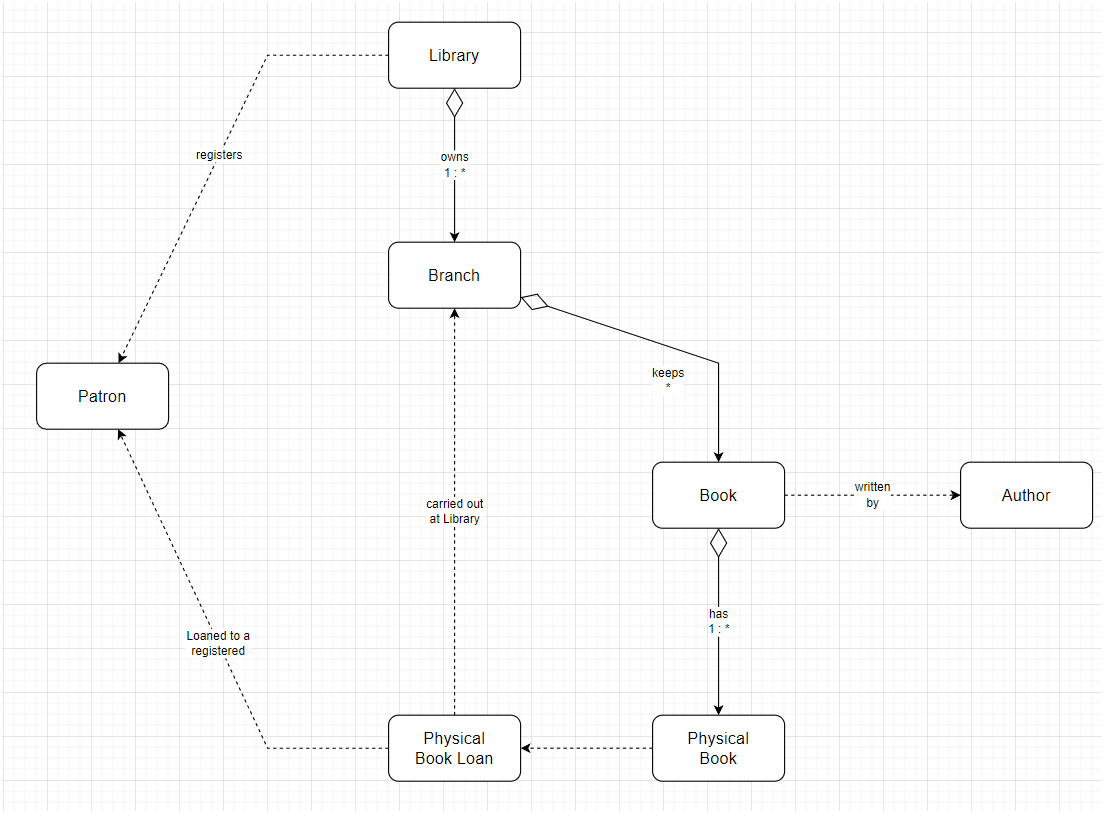 Library
registers
owns
1 : *
Branch
keeps
*
Patron
Book
written
by
Author
carried out
at Library
has
1 : *
Loaned to a
registered
Physical
Book Loan
Physical
Book